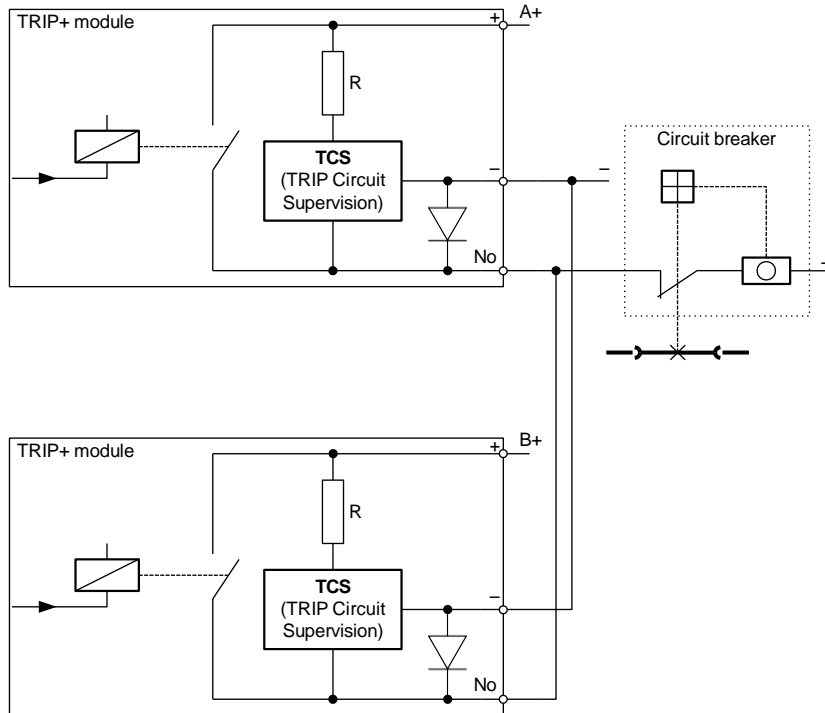 TRIP+ module
+
A+
R
TCS
(TRIP Circuit
Supervision)
–
–
No
Circuit breaker
–
TRIP+ module
+
B+
R
TCS
(TRIP Circuit
Supervision)
–
No